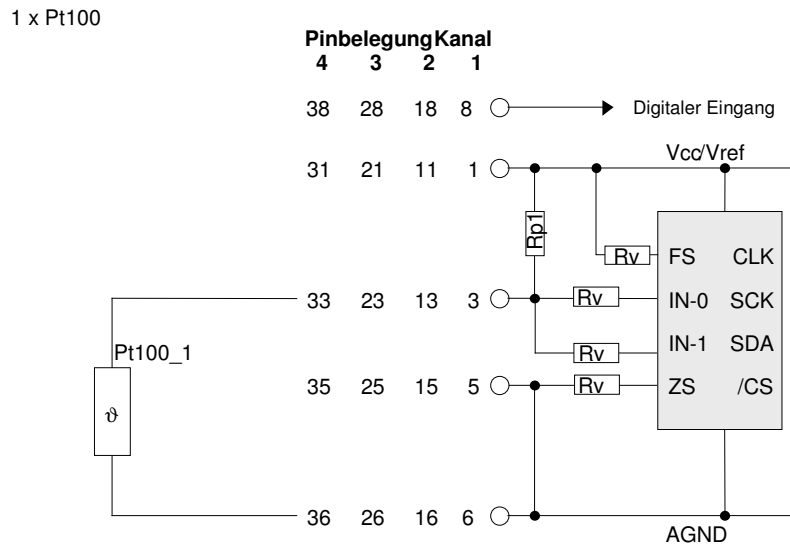 1 x Pt100
Pinbelegung Kanal
4 3 2 1
38 28 18 8 Digitaler Eingang
Vcc/Vref
31 21 11 1
Rp1
Rv FS CLK
33 23 13 3 Rv IN-0 SCK
Rv IN-1 SDA
Pt100_1
35 25 15 5 Rv ZS /CS
ϑ
36 26 16 6
AGND